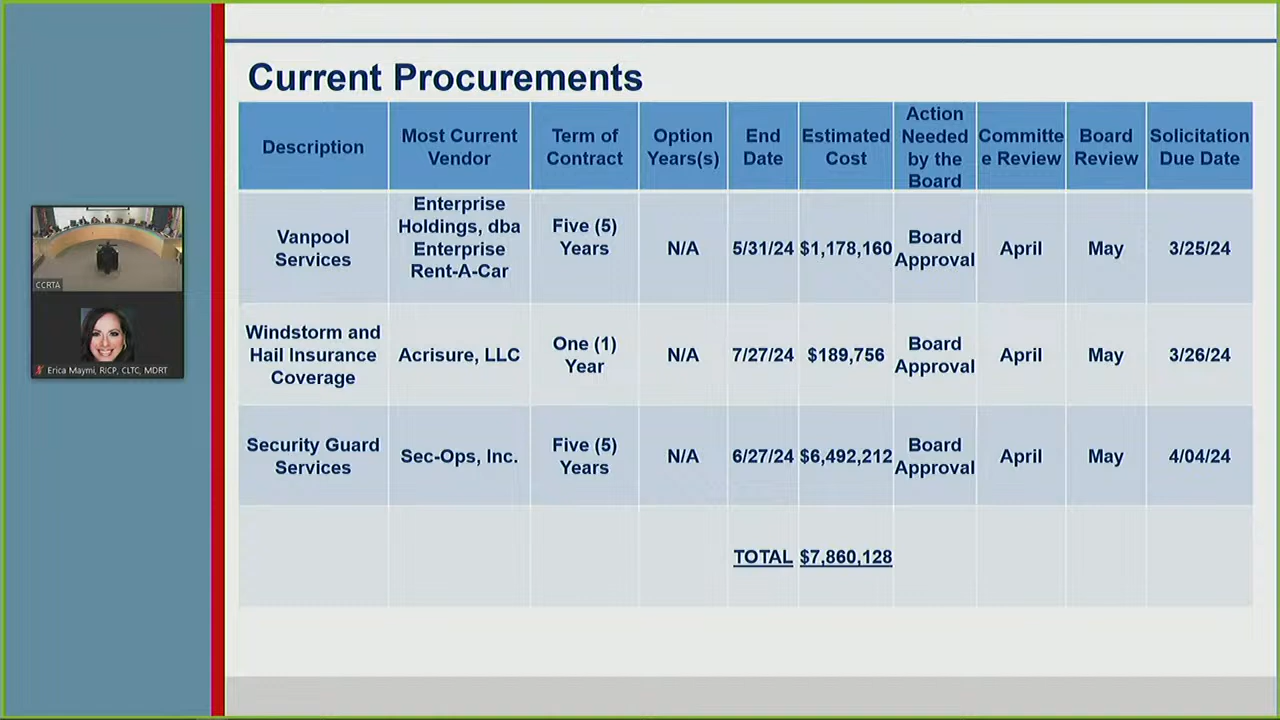 Current Procurements
Description
Most Current
Vendor
Term of
Contract
Option
Years(s)
End
Date
Estimated
Cost
Action
Needed
by the
Board
Committe
e Review
Board
Review
Solicitation
Due Date
Vanpool
Services
Enterprise
Holdings, dba
Enterprise
Rent-A-Car
Five (5)
Years
N/A
5/31/24
$1,178,160
Board
Approval
April
May
3/25/24
Windstorm and
Hail Insurance
Coverage
Acrisure, LLC
One (1)
Year
N/A
7/27/24
$189,756
Board
Approval
April
May
3/26/24
Security Guard
Services
Sec-Ops, Inc.
Five (5)
Years
N/A
6/27/24
$6,492,212
Board
Approval
April
May
4/04/24
TOTAL
$7,860,128
CCRTA
Erica Maymi, RICP, CLTC, MDRT